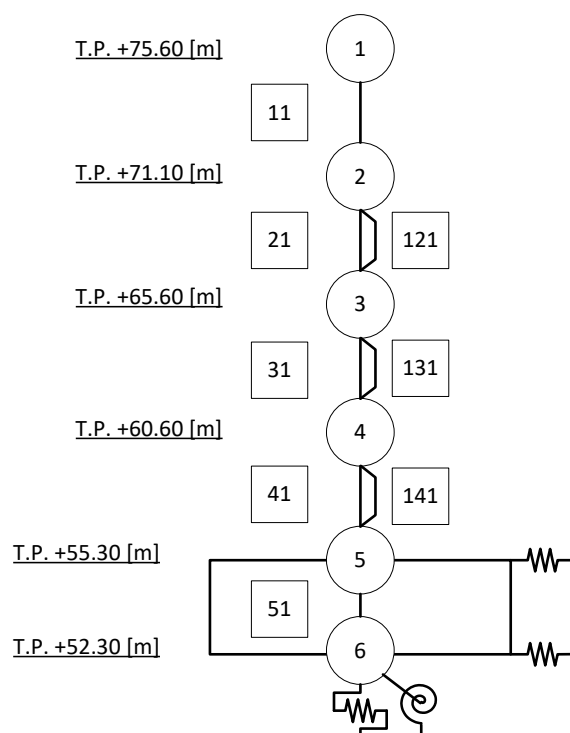 T.P. +75.60 [m]
1
11
T.P. +71.10 [m]
2
21
121
T.P. +65.60 [m]
3
31
131
T.P. +60.60 [m]
4
41
141
T.P. +55.30 [m]
5
51
T.P. +52.30 [m]
6